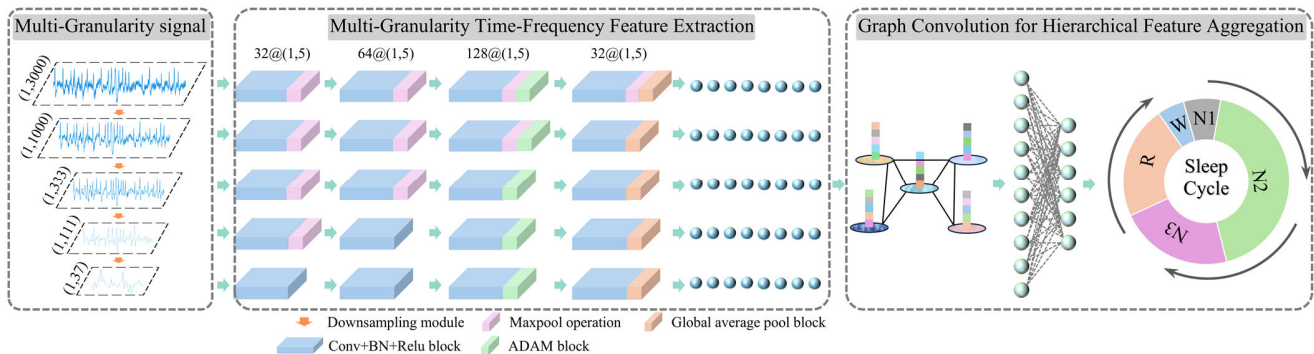 Multi-Granularity signal
(1,3000)
(1,1000)
(1,333)
(1,111)
(1,37)
Multi-Granularity Time-Frequency Feature Extraction
32@(1,5) 64@(1,5) 128@(1,5) 32@(1,5)
Graph Convolution for Hierarchical Feature Aggregation
W N1
R
N2
N3
Sleep
Cycle
Downsampling module Maxpool operation Global average pool block
Conv+BN+Relu block ADAM block